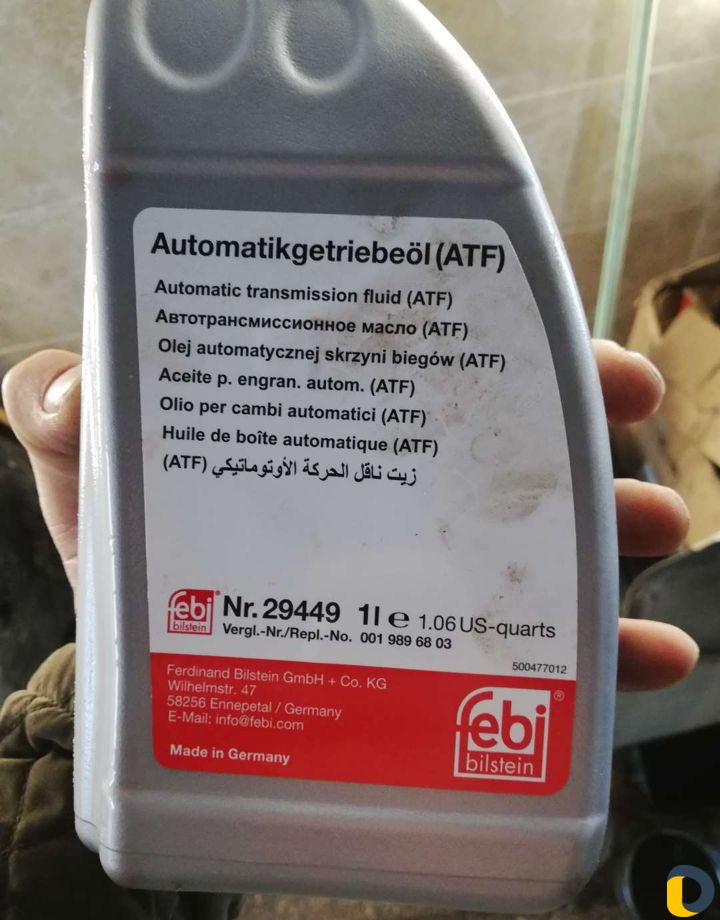 Automatikgetriebeöl (ATF)
Automatic transmission fluid (ATF)
Автотрансмиссионное масло (ATF)
Olej automatycznej skrzyni biegów (ATF)
Aceite p. engran. autom. (ATF)
Olio per cambi automatici (ATF)
Huile de boîte automatique (ATF)
زيت ناقل الحركة الأوتوماتيكي (ATF)
febi® bilstein Nr. 29449 1l e 1.06 US-quarts
Vergl.-Nr./Repl.-No. 001 989 68 03
500477012
Ferdinand Bilstein GmbH + Co. KG
Wilhelmstr. 47
58256 Ennepetal / Germany
E-Mail: info@febi.com
Made in Germany
febi®
bilstein